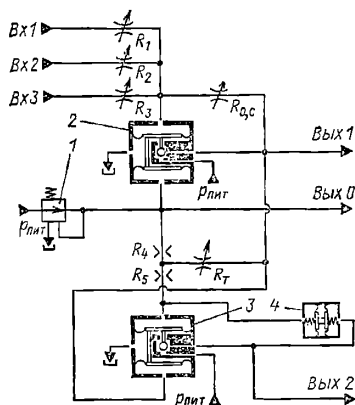 Вх1
R1
Вх2
R2
Вх3
R3
Rо,с
2
Вых 1
1
pпит
Вых 0
pпит
R4
Rт
R5
3
4
pпит
Вых 2